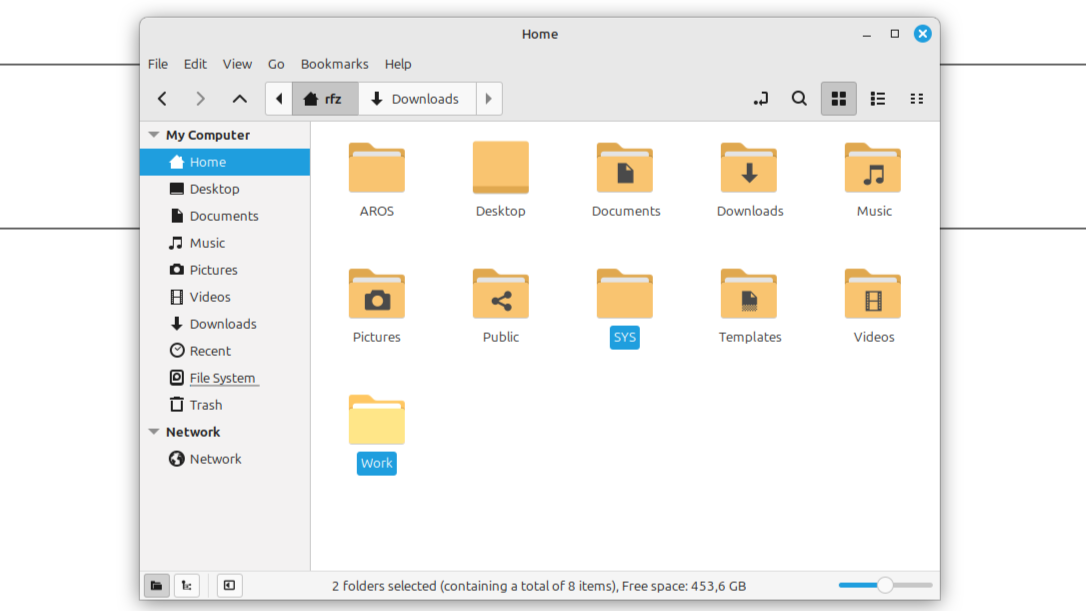 Home
File Edit View Go Bookmarks Help
rfz Downloads
My Computer
Home
Desktop
Documents
Music
Pictures
Videos
Downloads
Recent
File System
Trash
Network
Network
AROS Desktop Documents Downloads Music
Pictures Public SYS Templates Videos
Work
2 folders selected (containing a total of 8 items), Free space: 453,6 GB